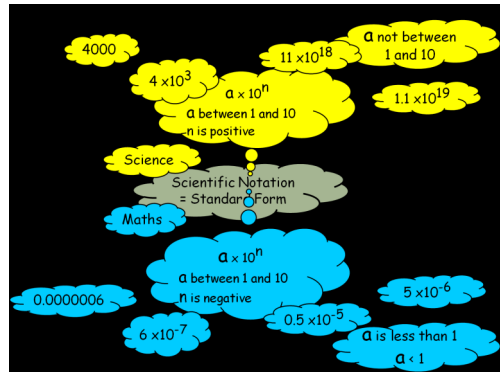 4000
11 x10¹⁸
a not between
1 and 10
4 x10³
a x 10ⁿ
a between 1 and 10
n is positive
1.1 x10¹⁹
Science
Scientific Notation
= Standard Form
Maths
a x 10ⁿ
a between 1 and 10
n is negative
0.0000006
5 x10⁻⁶
6 x10⁻⁷
0.5 x10⁻⁵
a is less than 1
a < 1